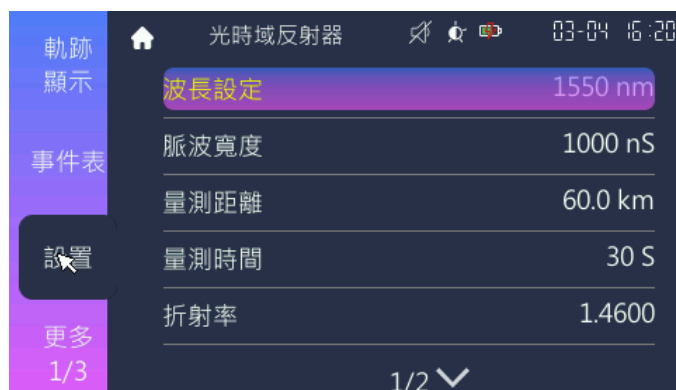 光時域反射器 03-04 16:20
軌跡
顯示
事件表
設置
更多
1/3
波長設定 1550 nm
脈波寬度 1000 nS
量測距離 60.0 km
量測時間 30 S
折射率 1.4600
1/2